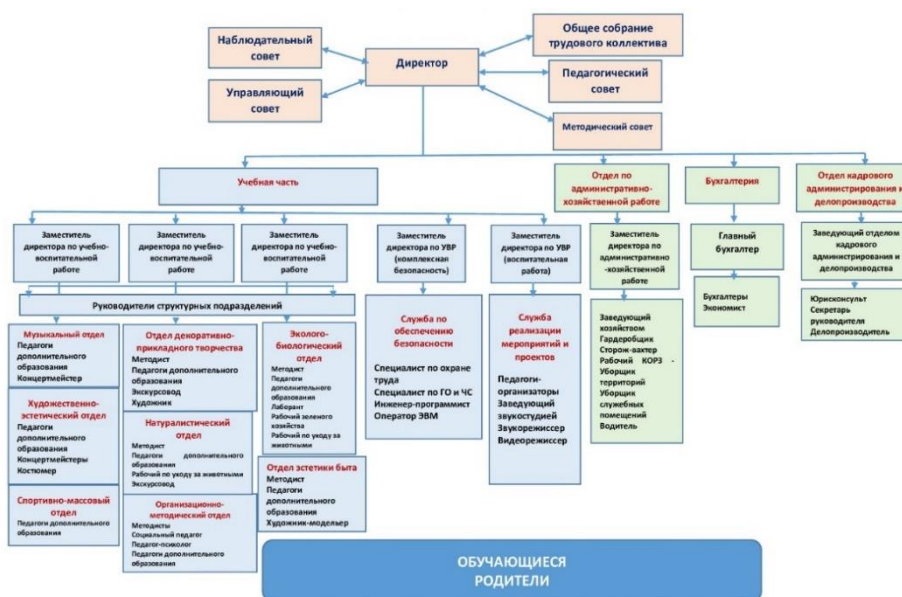 Наблюдательный
совет
Общее собрание
трудового коллектива
Директор
Управляющий
совет
Педагогический
совет
Методический совет
Учебная часть
Отдел по
административно-
хозяйственной работе
Бухгалтерия
Отдел кадрового
администрирования и
делопроизводства
Заместитель
директора по учебно-
воспитательной
работе
Заместитель
директора по учебно-
воспитательной
работе
Заместитель
директора по учебно-
воспитательной
работе
Заместитель
директора по УВР
(комплексная
безопасность)
Заместитель
директора по УВР
(воспитательная
работа)
Заместитель
директора по
административно
-хозяйственной
работе
Главный
бухгалтер
Заведующий отделом
кадрового
администрирования и
делопроизводства
Руководители структурных подразделений
Музыкальный отдел
Педагоги
дополнительного
образования
Концертмейстер
Художественно-
эстетический отдел
Педагоги
дополнительного
образования
Концертмейстеры
Костюмер
Спортивно-массовый
отдел
Педагоги дополнительного
образования
Отдел декоративно-
прикладного творчества
Методист
Педагоги дополнительного
образования
Экскурсовод
Художник
Натуралистический
отдел
Методист
Педагоги дополнительного
образования
Рабочий по уходу за животными
Экскурсовод
Организационно-
методический отдел
Методисты
Социальный педагог
Педагог-психолог
Педагоги дополнительного
образования
Эколого-
биологический
отдел
Методист
Педагоги
дополнительного
образования
Лаборант
Рабочий зеленого
хозяйства
Рабочий по уходу за
животными
Отдел эстетики быта
Методист
Педагоги
дополнительного
образования
Художник-модельер
Служба по
обеспечению
безопасности
Специалист по охране
труда
Специалист по ГО и ЧС
Инженер-программист
Оператор ЭВМ
Служба
реализации
мероприятий и
проектов
Педагоги-
организаторы
Заведующий
звукостудией
Звукорежиссер
Видеорежиссер
Заведующий
хозяйством
Гардеробщик
Сторож-вахтер
Рабочий КОРЗ -
Уборщик
территорий
Уборщик
служебных
помещений
Водитель
Бухгалтеры
Экономист
Юрисконсульт
Секретарь
руководителя
Делопроизводитель
ОБУЧАЮЩИЕСЯ
РОДИТЕЛИ